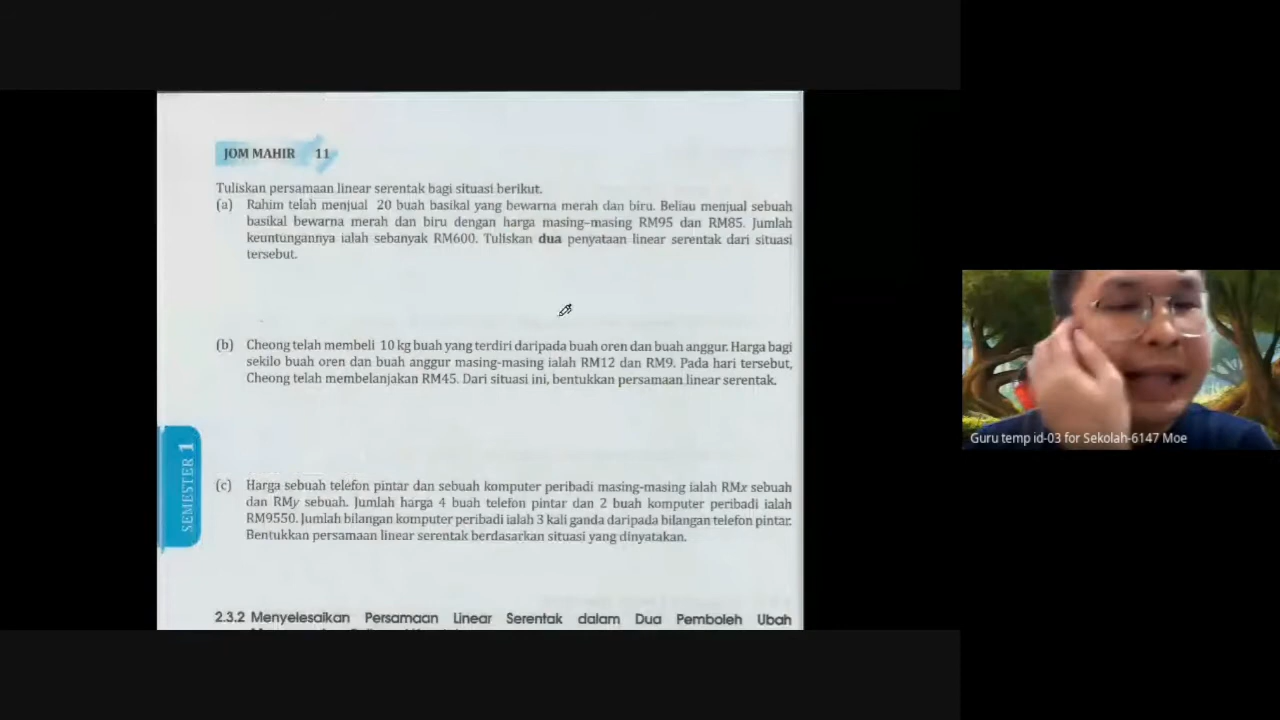 JOM MAHIR 11
Tuliskan persamaan linear serentak bagi situasi berikut.
(a) Rahim telah menjual 20 buah basikal yang bewarna merah dan biru. Beliau menjual sebuah
basikal bewarna merah dan biru dengan harga masing-masing RM95 dan RM85. Jumlah
keuntungannya ialah sebanyak RM600. Tuliskan dua penyataan linear serentak dari situasi
tersebut.
(b) Cheong telah membeli 10 kg buah yang terdiri daripada buah oren dan buah anggur. Harga bagi
sekilo buah oren dan buah anggur masing-masing ialah RM12 dan RM9. Pada hari tersebut,
Cheong telah membelanjakan RM45. Dari situasi ini, bentukkan persamaan linear serentak.
SEMESTER 1
(c) Harga sebuah telefon pintar dan sebuah komputer peribadi masing-masing ialah RMx sebuah
dan RMy sebuah. Jumlah harga 4 buah telefon pintar dan 2 buah komputer peribadi ialah
RM9550. Jumlah bilangan komputer peribadi ialah 3 kali ganda daripada bilangan telefon pintar.
Bentukkan persamaan linear serentak berdasarkan situasi yang dinyatakan.
2.3.2 Menyelesaikan Persamaan Linear Serentak dalam Dua Pemboleh Ubah
Guru temp id-03 for Sekolah-6147 Moe